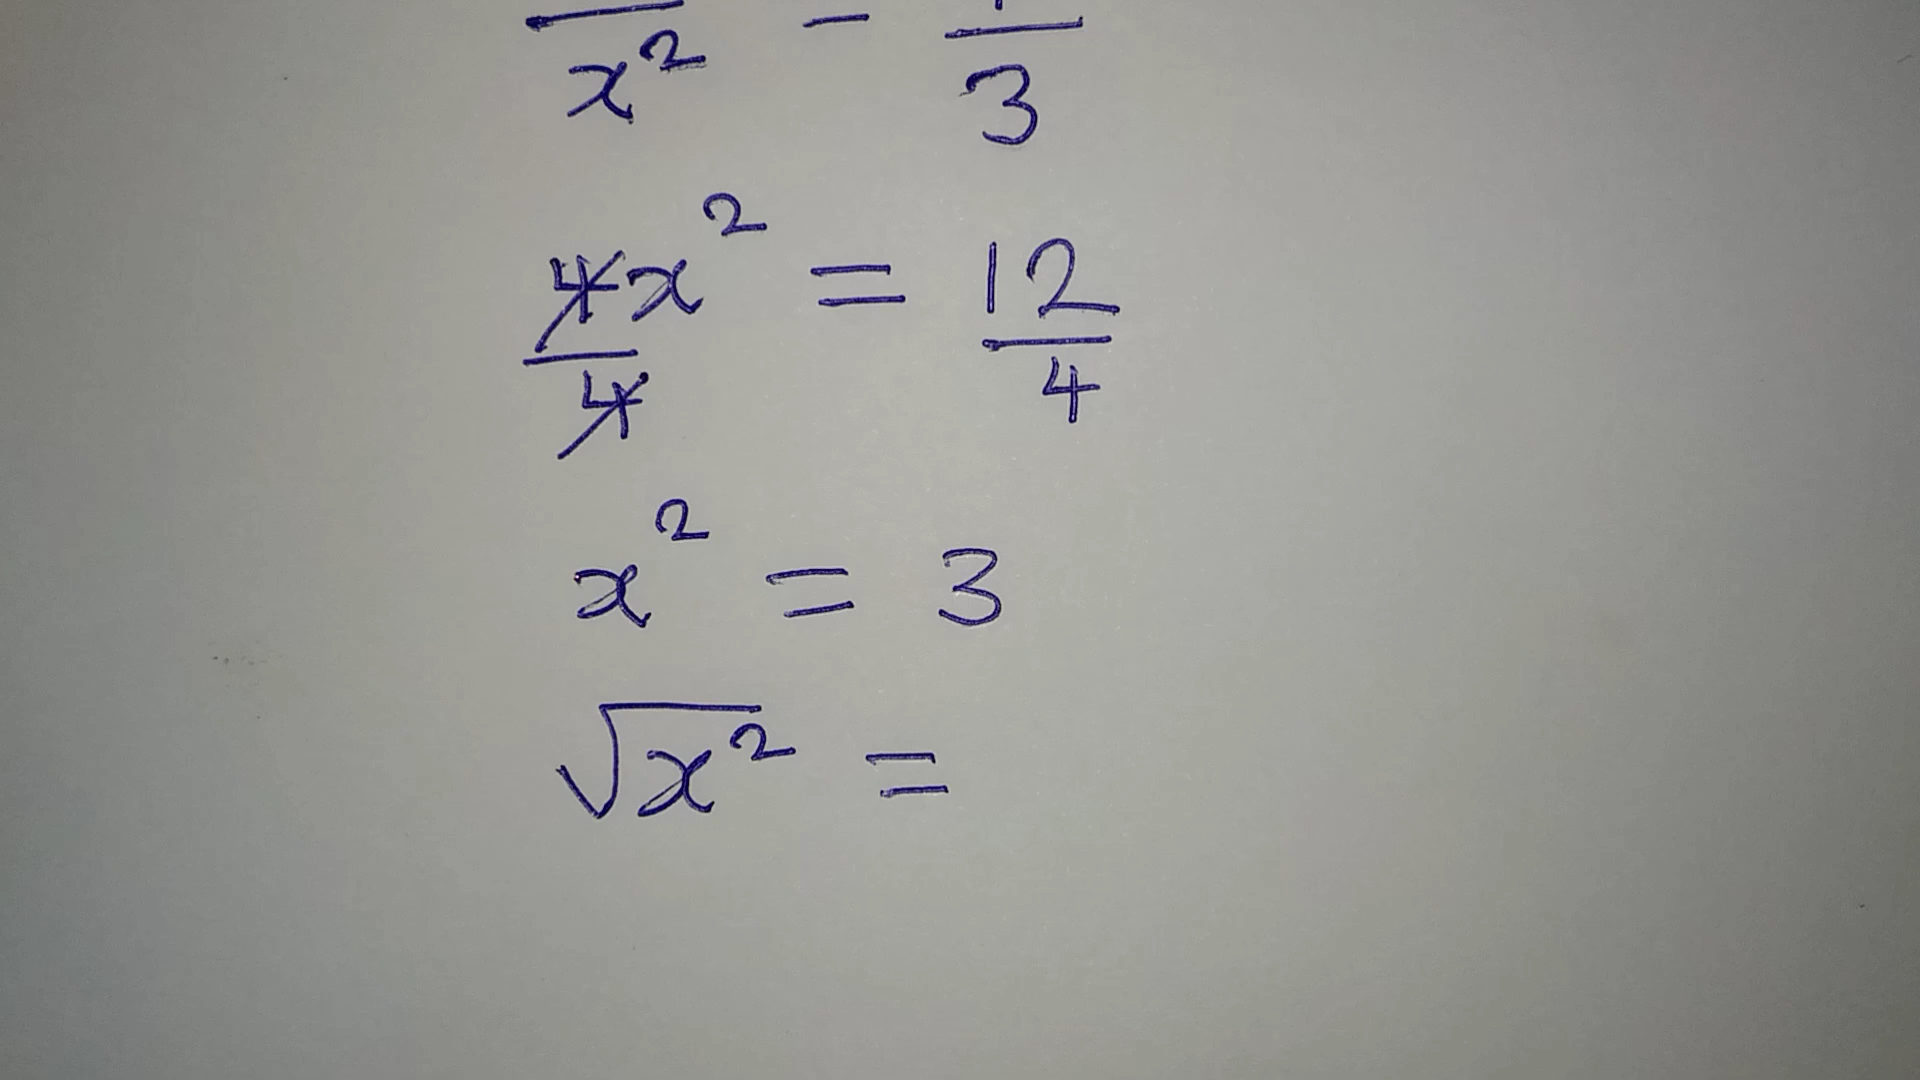 x² - 3
4x²/4 = 12/4
x² = 3
√x² =